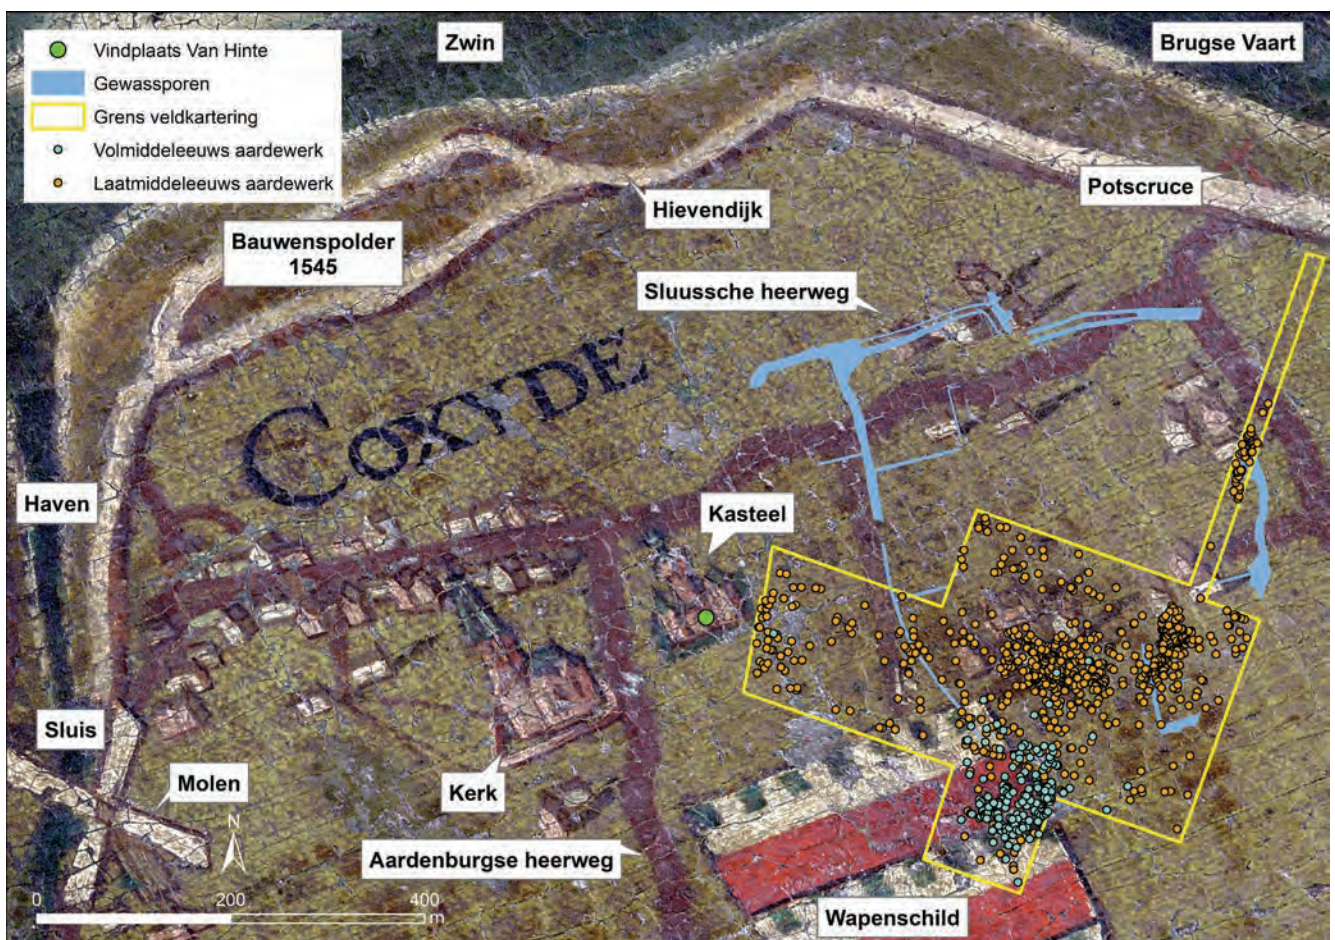 Vindplaats Van Hinte
Gewassporen
Grens veldkartering
Volmiddeleeuws aardewerk
Laatmiddeleeuws aardewerk
Zwin
Brugse Vaart
Potscruce
Hievendijk
Bauwenspolder
1545
Sluussche heerweg
COXYDE
Haven
Kasteel
Sluis
Molen
Kerk
N
Aardenburgse heerweg
0 200 400
m
Wapenschild